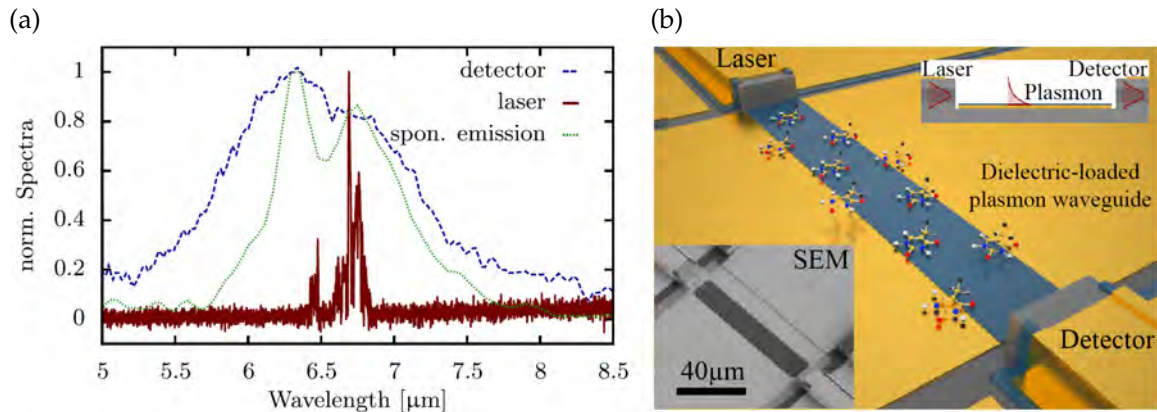 (a)
norm. Spectra
1
0.8
0.6
0.4
0.2
0
detector
laser
spon. emission
5
5.5
6
6.5
7
7.5
8
8.5
Wavelength [μm]
(b)
Laser
Laser
Detector
Plasmon
Dielectric-loaded
plasmon waveguide
SEM
40μm
Detector